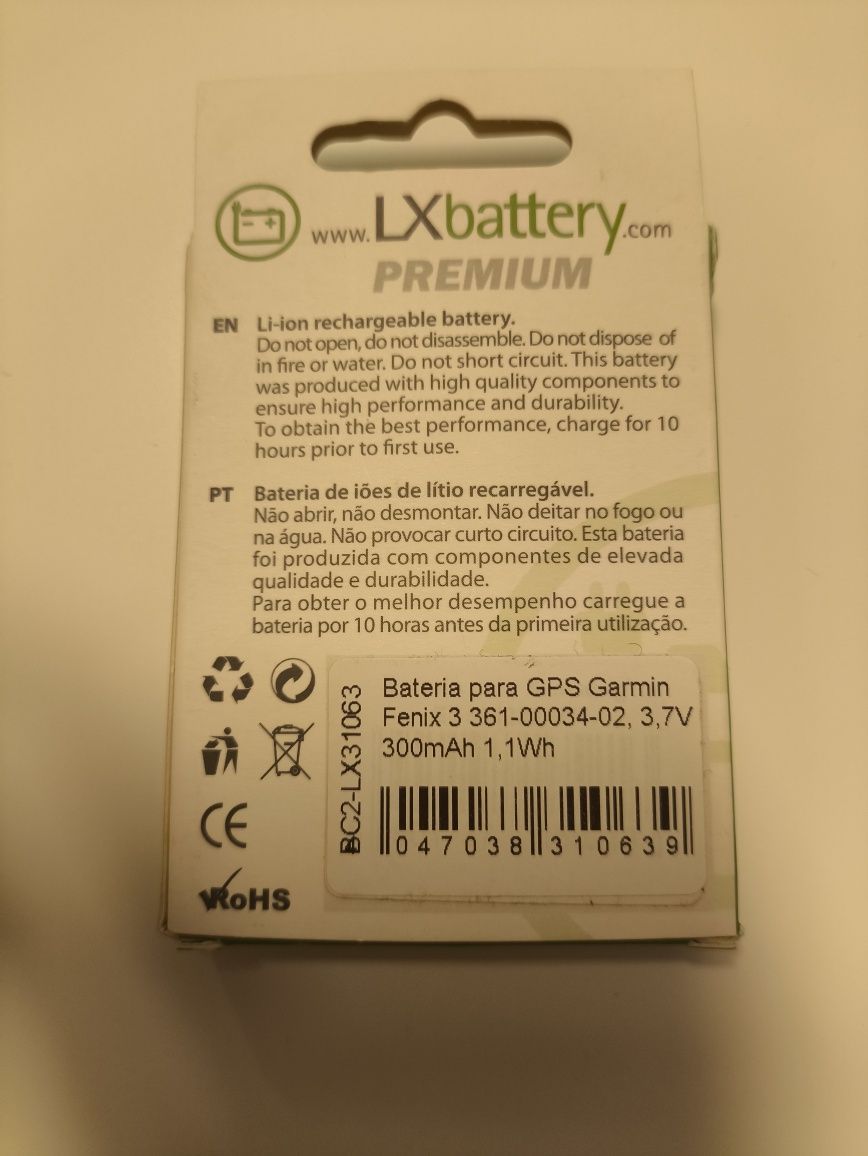 www.LXbattery.com
PREMIUM
EN Li-ion rechargeable battery.
Do not open, do not disassemble. Do not dispose of
in fire or water. Do not short circuit. This battery
was produced with high quality components to
ensure high performance and durability.
To obtain the best performance, charge for 10
hours prior to first use.
PT Bateria de iões de lítio recarregável.
Não abrir, não desmontar. Não deitar no fogo ou
na água. Não provocar curto circuito. Esta bateria
foi produzida com componentes de elevada
qualidade e durabilidade.
Para obter o melhor desempenho carregue a
bateria por 10 horas antes da primeira utilização.
BC2-LX31063
Bateria para GPS Garmin
Fenix 3 361-00034-02, 3,7V
300mAh 1,1Wh
047038 310639
CE
RoHS